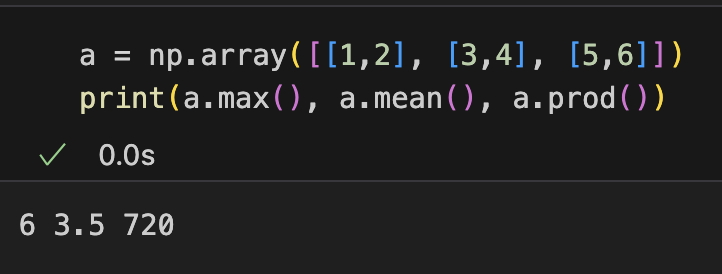 a = np.array([[1,2], [3,4], [5,6]])
print(a.max(), a.mean(), a.prod())
0.0s
6 3.5 720